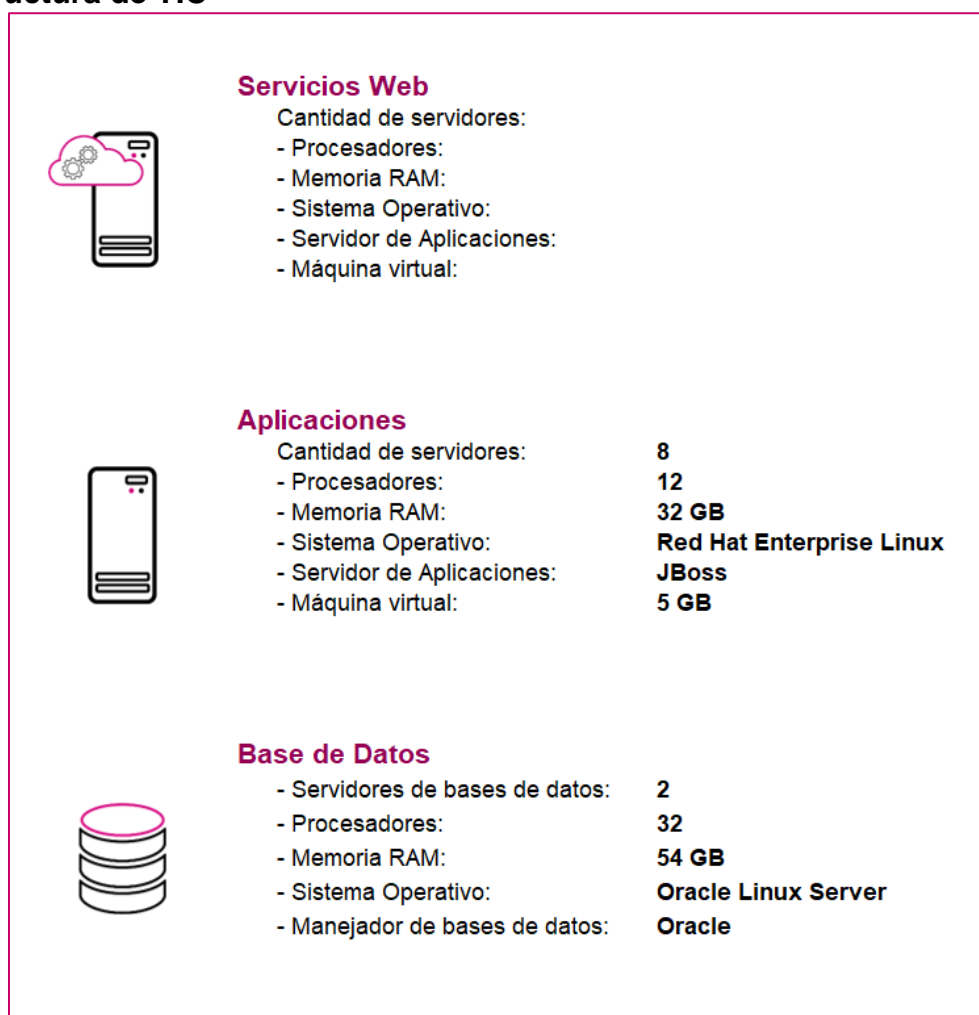 Servicios Web
Cantidad de servidores:
- Procesadores:
- Memoria RAM:
- Sistema Operativo:
- Servidor de Aplicaciones:
- Máquina virtual:
Aplicaciones
Cantidad de servidores: 8
- Procesadores: 12
- Memoria RAM: 32 GB
- Sistema Operativo: Red Hat Enterprise Linux
- Servidor de Aplicaciones: JBoss
- Máquina virtual: 5 GB
Base de Datos
- Servidores de bases de datos: 2
- Procesadores: 32
- Memoria RAM: 54 GB
- Sistema Operativo: Oracle Linux Server
- Manejador de bases de datos: Oracle